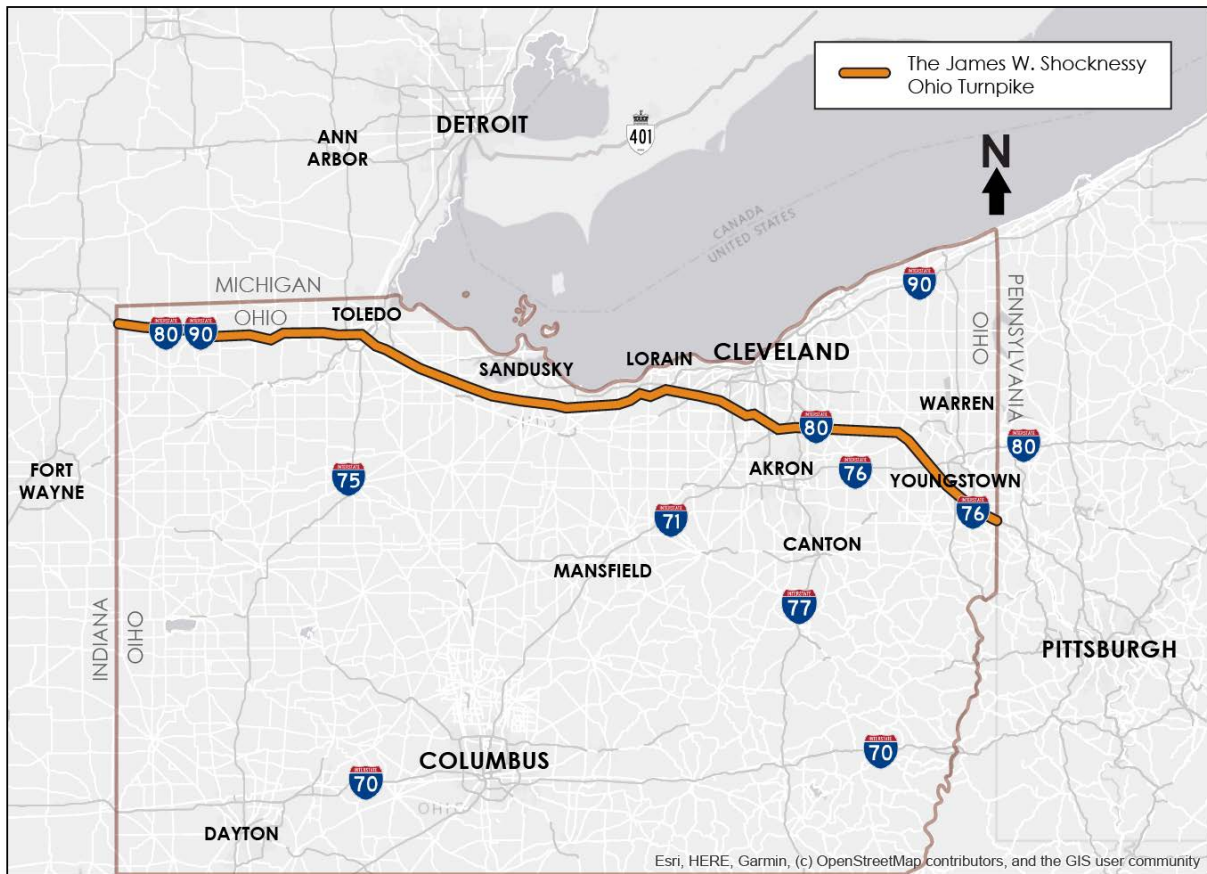 The James W. Shocknessy
Ohio Turnpike
DETROIT
ANN
ARBOR
401
N
CANADA
UNITED STATES
MICHIGAN
OHIO
TOLEDO
80
90
SANDUSKY
LORAIN
CLEVELAND
90
OHIO
PENNSYLVANIA
WARREN
80
80
FORT
WAYNE
75
AKRON
76
YOUNGSTOWN
76
71
CANTON
MANSFIELD
77
INDIANA
OHIO
PITTSBURGH
COLUMBUS
70
70
OHIO
DAYTON
Esri, HERE, Garmin, (c) OpenStreetMap contributors, and the GIS user community